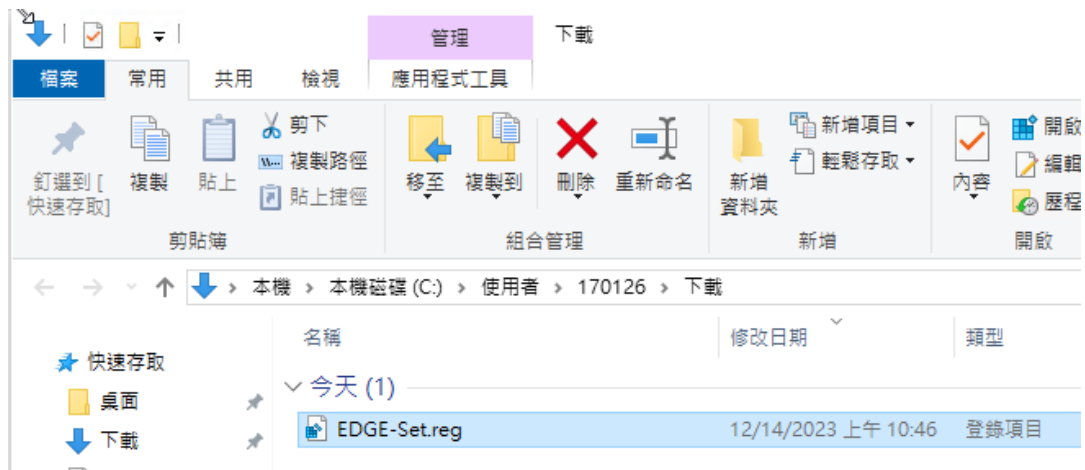 管理 下載
檔案 常用 共用 檢視 應用程式工具
釘選到 [
快速存取]
複製
貼上
剪下
複製路徑
貼上捷徑
剪貼簿
移至 複製到 刪除 重新命名
組合管理
新增
資料夾
新增項目
輕鬆存取
新增
內容
開啟
編輯
歷程
開啟
本機 › 本機磁碟 (C:) › 使用者 › 170126 › 下載
名稱 修改日期 類型
快速存取
桌面
下載
今天 (1)
EDGE-Set.reg 12/14/2023 上午 10:46 登錄項目